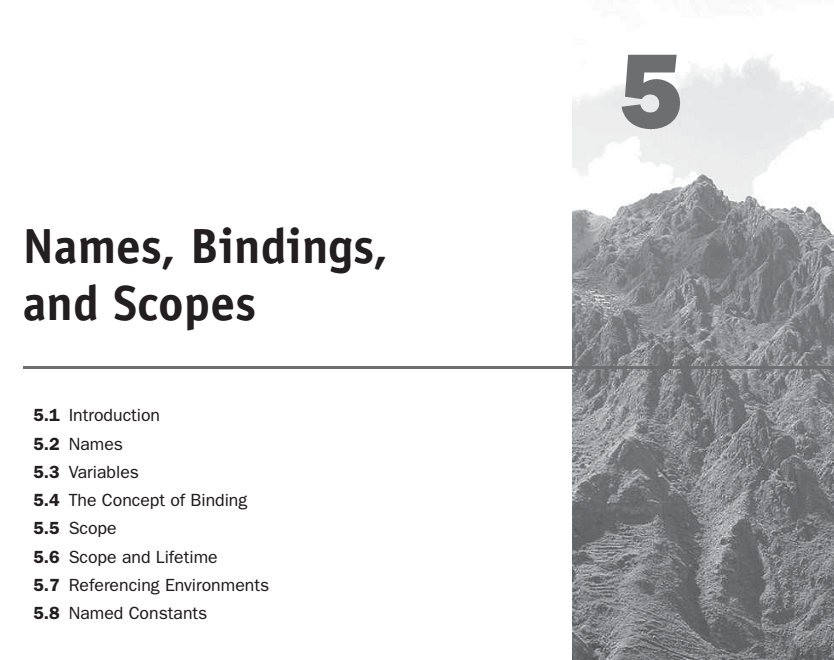 5
Names, Bindings,
and Scopes
5.1 Introduction
5.2 Names
5.3 Variables
5.4 The Concept of Binding
5.5 Scope
5.6 Scope and Lifetime
5.7 Referencing Environments
5.8 Named Constants